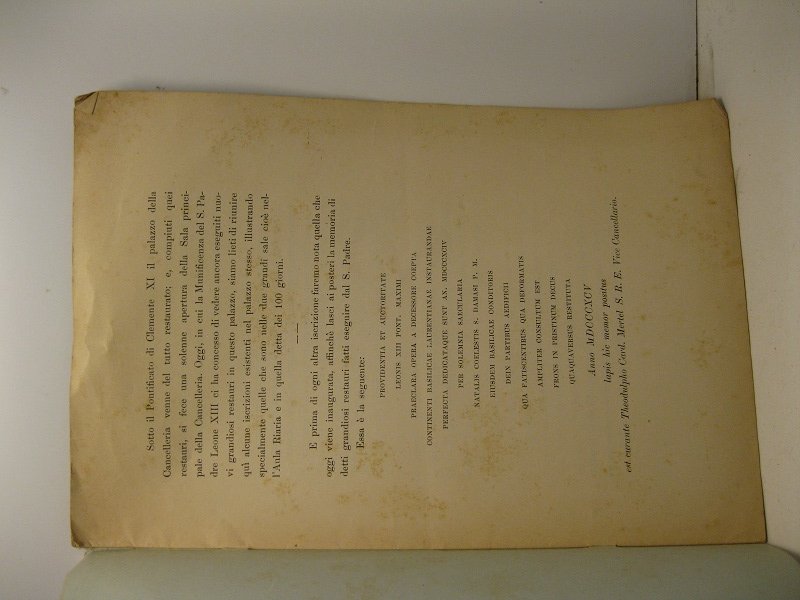 Sotto il Pontificato di Clemente XI il palazzo della
Cancelleria venne del tutto restaurato; e, compiuti quei
restauri, si fece una solenne apertura della Sala princi-
pale della Cancelleria. Oggi, in cui la Munificenza del S. Pa-
dre Leone XIII ci ha concesso di vedere ancora eseguiti nuo-
vi grandiosi restauri in questo palazzo, siamo lieti di riunire
qui alcune iscrizioni esistenti nel palazzo stesso, illustrando
specialmente quelle che sono nelle due grandi sale cioè nel-
l'Aula Riaria e in quella detta dei 100 giorni.
E prima di ogni altra iscrizione faremo nota quella che
oggi viene inaugurata, affinchè lasci ai posteri la memoria di
detti grandiosi restauri fatti eseguire dal S. Padre.
Essa è la seguente:
PROVIDENTIA ET AUCTORITATE
LEONIS XIII PONT. MAXIMI
PRAECLARA OPERA A DECESSORE COEPTA
CONTINENTI BASILICAE LAURENTIANAE INSTAURANDAE
PERFECTA DEDICATAQUE SUNT AN. MDCCXCIV
PER SOLEMNIA SAECULARIA
NATALIS COELESTIS S. DAMASI P. M.
EIUSDEM BASILICAE CONDITORIS
DEIN PARTIBUS AEDIFICII
QUA FATISCENTIBUS QUA DEFORMATIS
AMPLITER CONSULTUM EST
FRONS IN PRISTINUM DECUS
QUAQUAVERSUS RESTITUTA
Anno MDCCCXCV
lapis hic memor positus
est curante Theodulpho Card. Mertel S. R. E. Vice Cancellario.